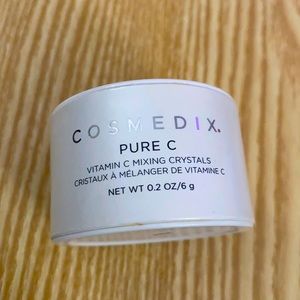 COSMEDIX.
PURE C
VITAMIN C MIXING CRYSTALS
CRISTAUX À MÉLANGER DE VITAMINE C
NET WT 0.2 OZ/6 g